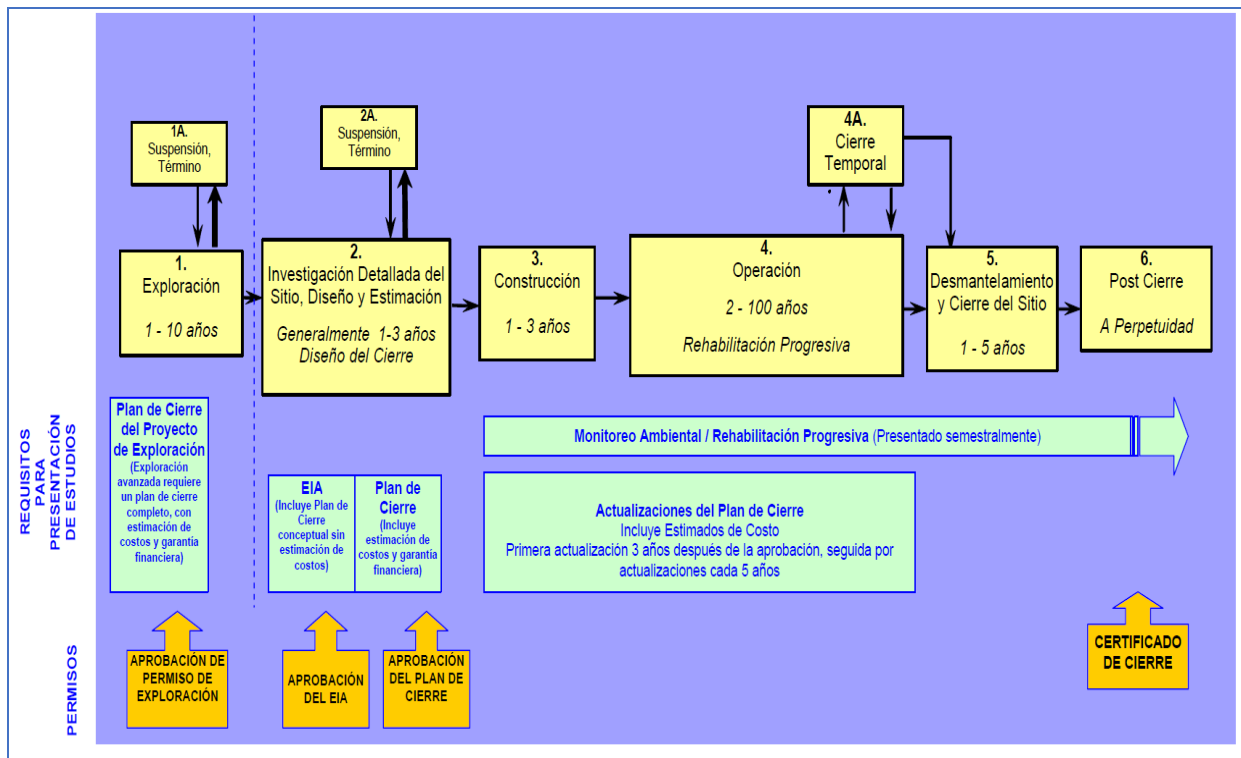 1A.
Suspensión,
Término
2A.
Suspensión,
Término
4A.
Cierre
Temporal
1.
Exploración
1 - 10 años
2.
Investigación Detallada del
Sitio, Diseño y Estimación
Generalmente 1-3 años
Diseño del Cierre
3.
Construcción
1 - 3 años
4.
Operación
2 - 100 años
Rehabilitación Progresiva
5.
Desmantelamiento
y Cierre del Sitio
1 - 5 años
6.
Post Cierre
A Perpetuidad
REQUISITOS
PARA
PRESENTACIÓN
DE ESTUDIOS
Plan de Cierre
del Proyecto
de Exploración
(Exploración
avanzada requiere
un plan de cierre
completo, con
estimación de
costos y garantía
financiera)
EIA
(Incluye Plan de
Cierre
conceptual sin
estimación de
costos)
Plan de
Cierre
(Incluye
estimación de
costos y garantía
financiera)
Monitoreo Ambiental / Rehabilitación Progresiva (Presentado semestralmente)
Actualizaciones del Plan de Cierre
Incluye Estimados de Costo
Primera actualización 3 años después de la aprobación, seguida por
actualizaciones cada 5 años
PERMISOS
APROBACIÓN DE
PERMISO DE
EXPLORACIÓN
APROBACIÓN
DEL EIA
APROBACIÓN
DEL PLAN DE
CIERRE
CERTIFICADO
DE CIERRE